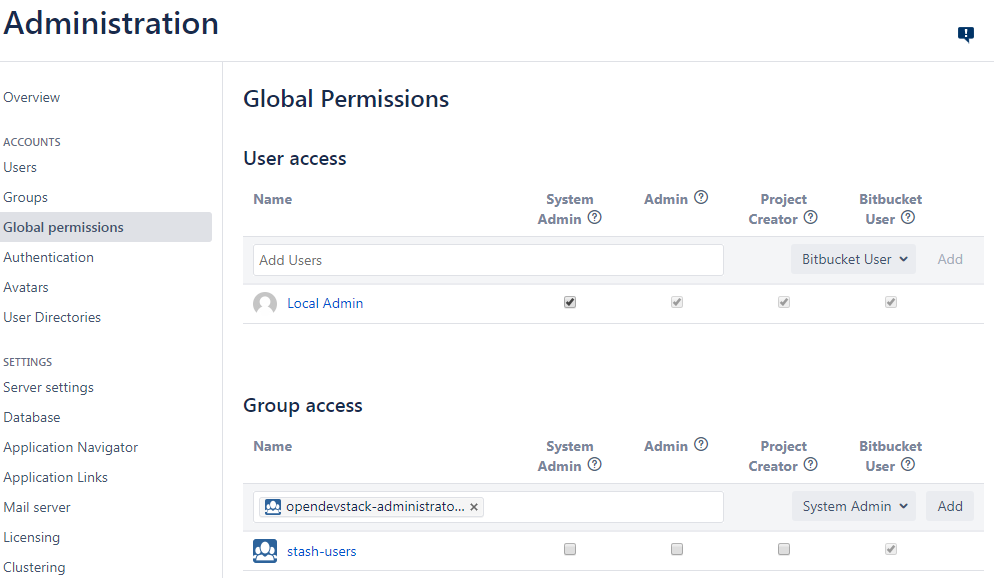 Administration
Overview
ACCOUNTS
Users
Groups
Global permissions
Authentication
Avatars
User Directories
SETTINGS
Server settings
Database
Application Navigator
Application Links
Mail server
Licensing
Clustering
Global Permissions
User access
Name
System
Admin ?
Admin ?
Project
Creator ?
Bitbucket
User ?
Add Users
Bitbucket User
Add
Local Admin
Group access
Name
System
Admin ?
Admin ?
Project
Creator ?
Bitbucket
User ?
opendevstack-administrato... ×
System Admin
Add
stash-users